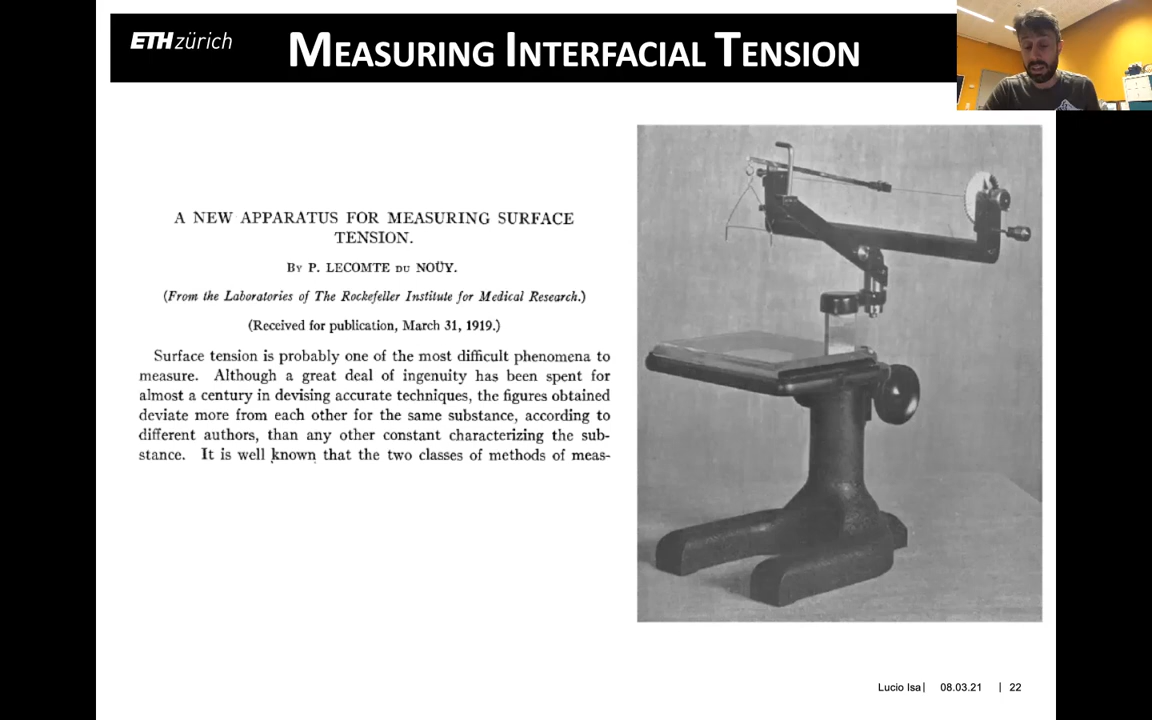 ETH zürich
MEASURING INTERFACIAL TENSION
A NEW APPARATUS FOR MEASURING SURFACE
TENSION.
By P. LECOMTE DU NOÜY.
(From the Laboratories of The Rockefeller Institute for Medical Research.)
(Received for publication, March 31, 1919.)
Surface tension is probably one of the most difficult phenomena to
measure. Although a great deal of ingenuity has been spent for
almost a century in devising accurate techniques, the figures obtained
deviate more from each other for the same substance, according to
different authors, than any other constant characterizing the sub-
stance. It is well known that the two classes of methods of meas-
Lucio Isa| 08.03.21 | 22